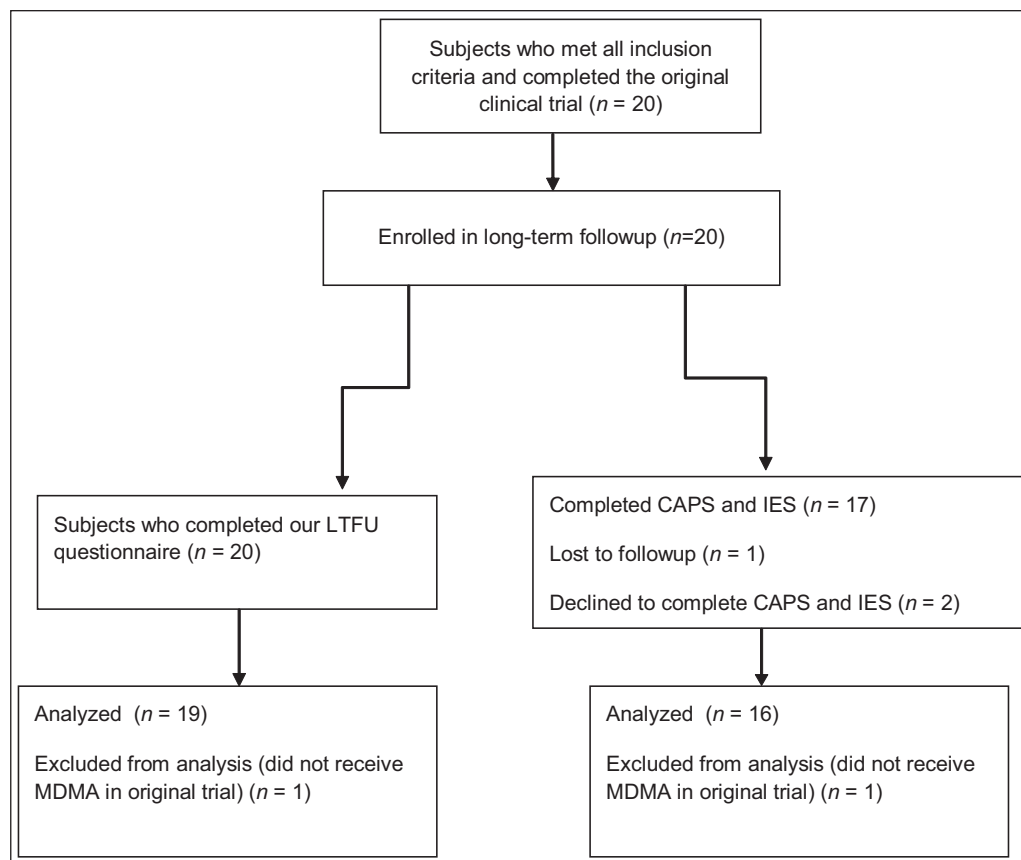 Subjects who met all inclusion
criteria and completed the original
clinical trial (n = 20)
Enrolled in long-term followup (n=20)
Subjects who completed our LTFU
questionnaire (n = 20)
Completed CAPS and IES (n = 17)
Lost to followup (n = 1)
Declined to complete CAPS and IES (n = 2)
Analyzed (n = 19)
Excluded from analysis (did not receive
MDMA in original trial) (n = 1)
Analyzed (n = 16)
Excluded from analysis (did not receive
MDMA in original trial) (n = 1)